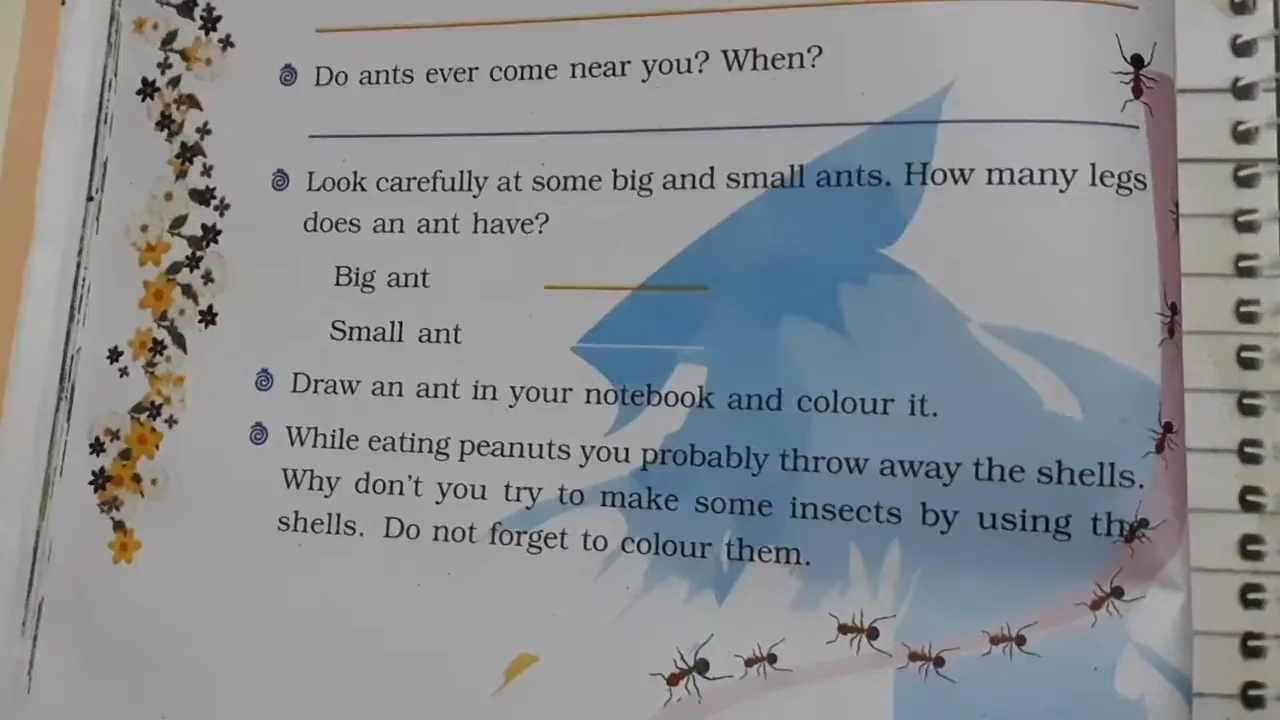 Do ants ever come near you? When?
Look carefully at some big and small ants. How many legs
does an ant have?
Big ant
Small ant
Draw an ant in your notebook and colour it.
While eating peanuts you probably throw away the shells.
Why don't you try to make some insects by using the
shells. Do not forget to colour them.